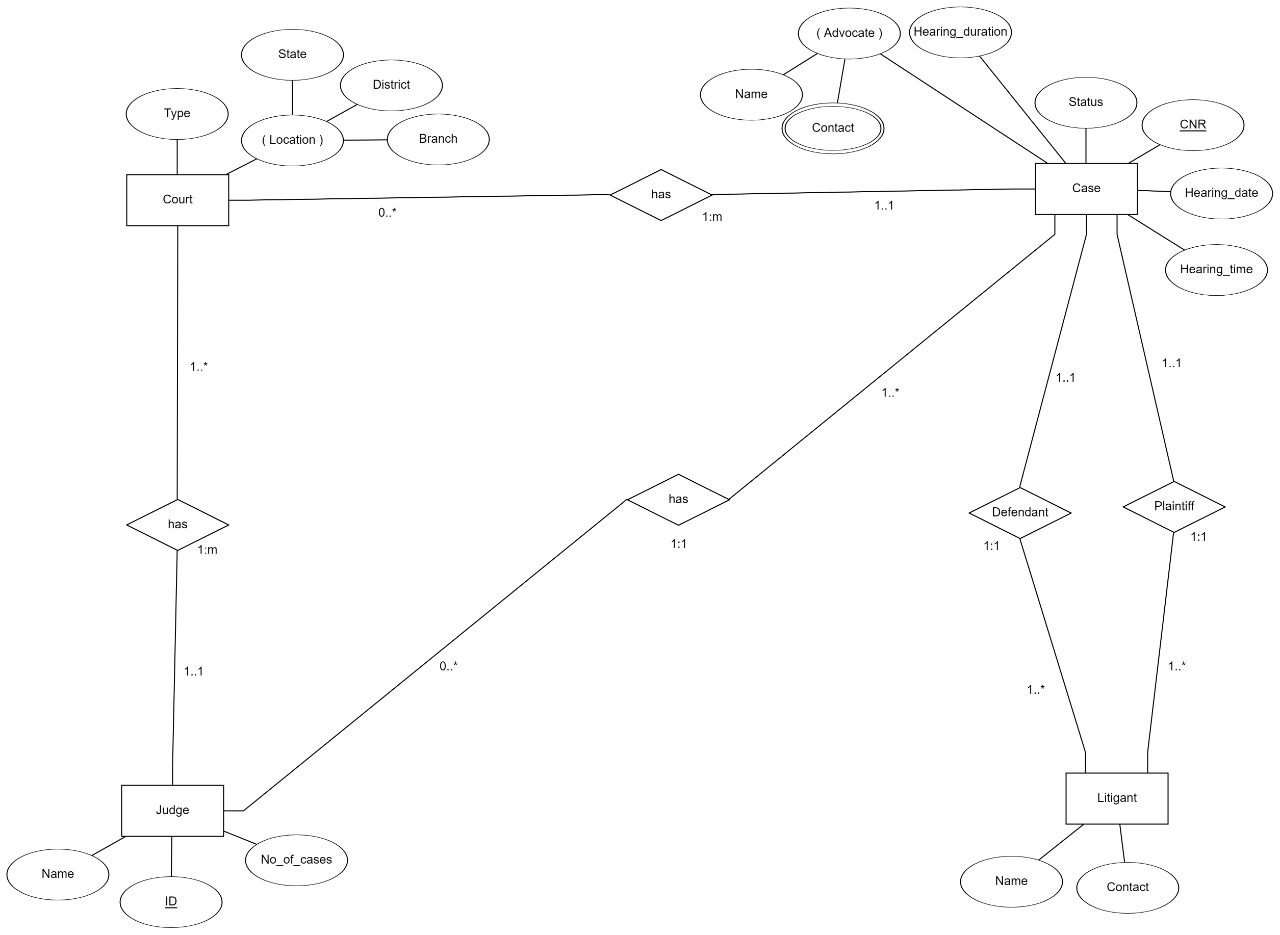 ( Advocate )
Hearing_duration
State
District
Name
Status
Type
Contact
CNR
( Location )
Branch
Case
Hearing_date
Court
has
0..*
1:m
1..1
Hearing_time
1..*
1..1
1..1
1..*
has
Defendant
Plaintiff
has
1:m
1:1
1:1
1:1
1..1
0..*
1..*
1..*
Judge
Litigant
Name
No_of_cases
ID
Name
Contact